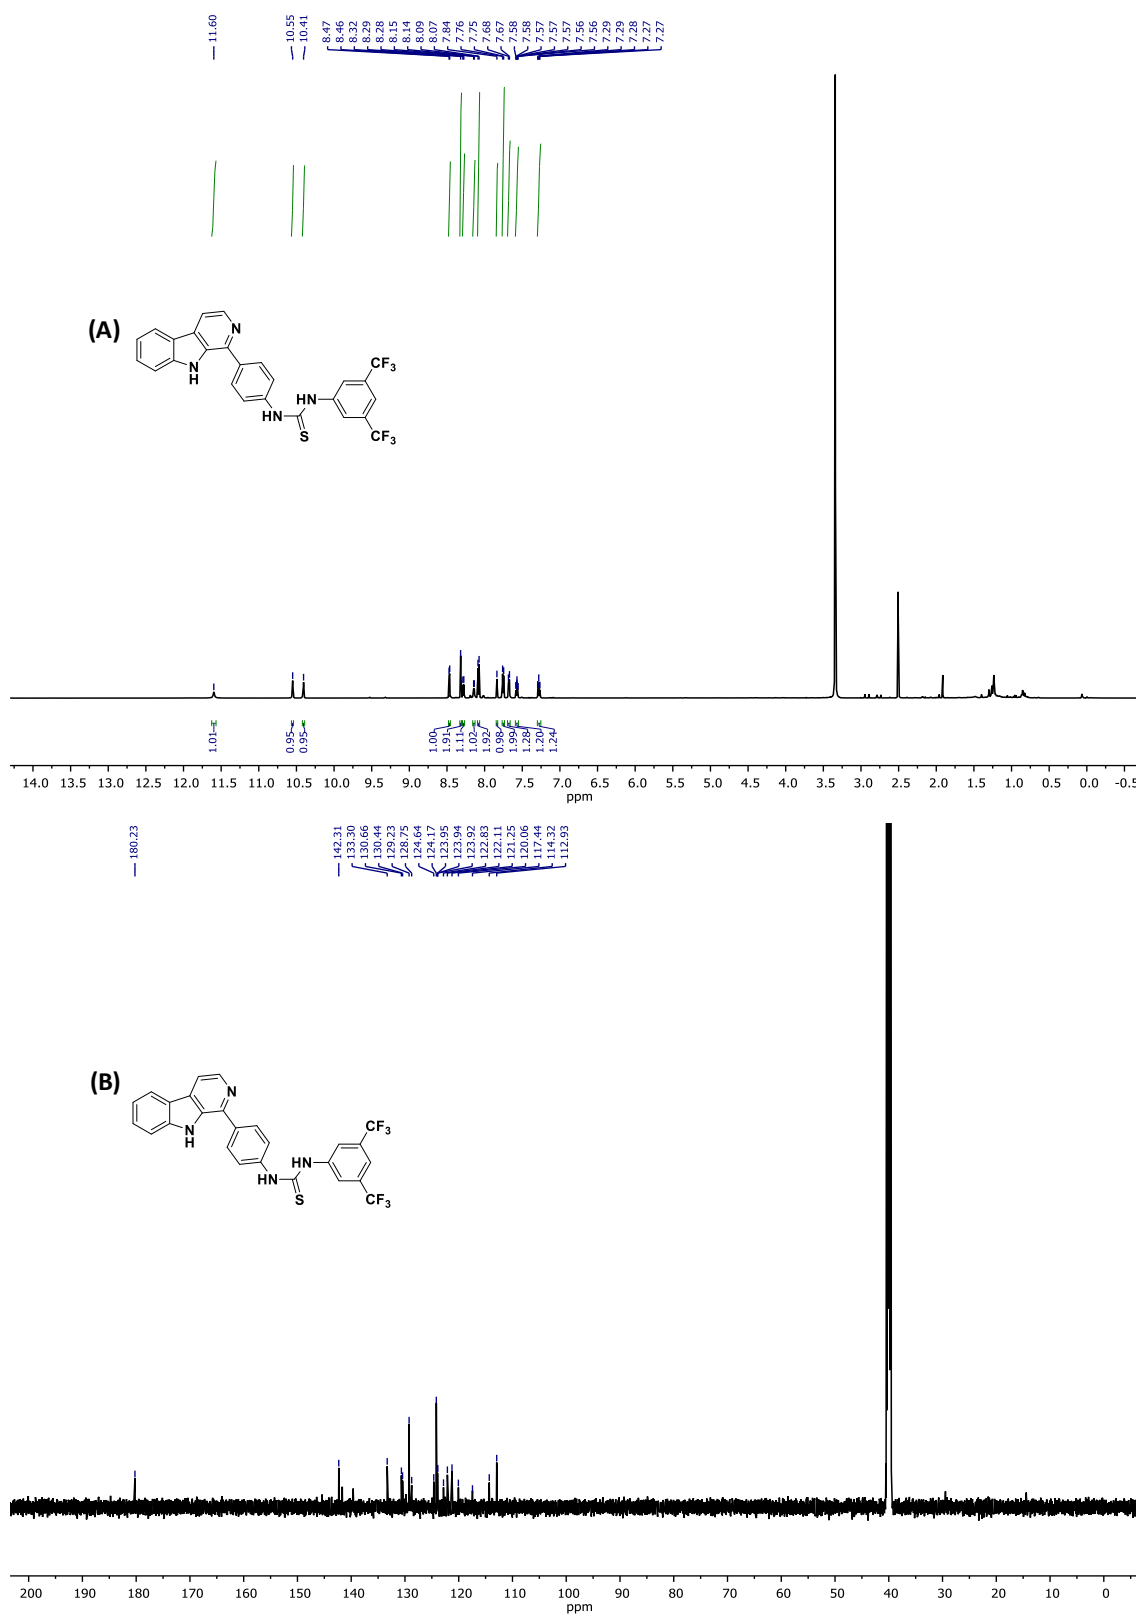 11.60 10.55 10.41 8.47 8.46 8.32 8.29 8.28 8.15 8.14 8.09 8.07 7.84 7.76 7.75 7.68 7.67 7.58 7.58 7.57 7.57 7.57 7.56 7.56 7.29 7.29 7.28 7.27 7.27
(A)
N
N
H
CF3
HN
HN
S
CF3
1.01 0.95 0.95 1.00 1.91 1.11 1.02 1.92 0.98 1.99 1.28 1.20 1.24
14.0 13.5 13.0 12.5 12.0 11.5 11.0 10.5 10.0 9.5 9.0 8.5 8.0 7.5 7.0 6.5 6.0 5.5 5.0 4.5 4.0 3.5 3.0 2.5 2.0 1.5 1.0 0.5 0.0 -0.5
ppm
180.23 142.31 133.30 130.66 130.44 129.23 128.75 124.64 124.17 123.95 123.94 123.92 122.83 122.11 121.25 120.06 117.44 114.32 112.93
(B)
N
N
H
CF3
HN
HN
S
CF3
200 190 180 170 160 150 140 130 120 110 100 90 80 70 60 50 40 30 20 10 0
ppm